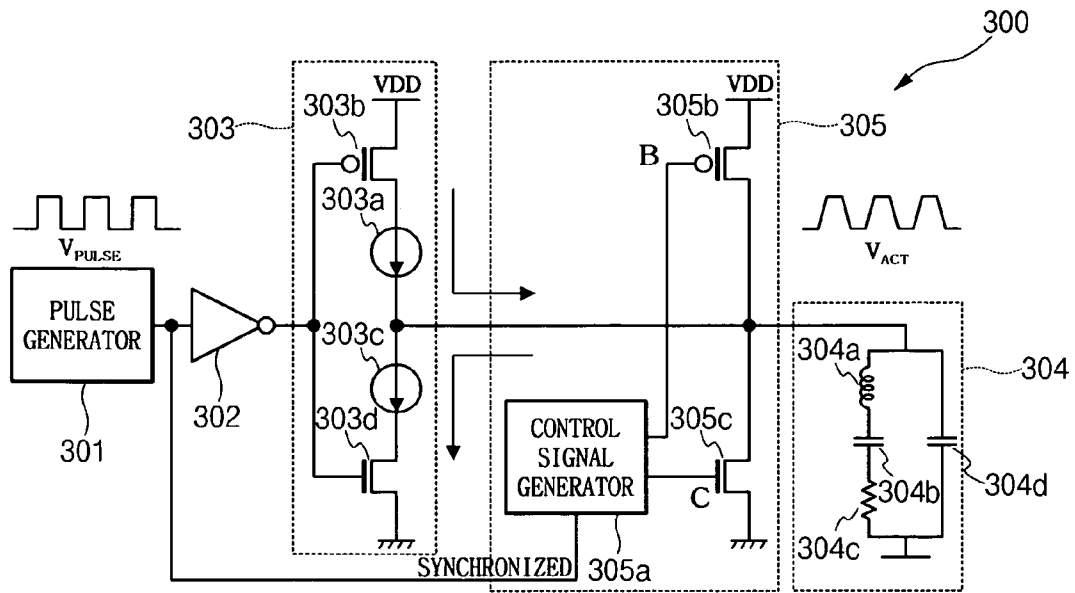 300
303
303b
VDD
305b
VDD
305
B
303a
V_PULSE
V_ACT
PULSE
GENERATOR
303c
304a
304
302
303d
305c
301
CONTROL
SIGNAL
GENERATOR
C
304b
304d
304c
SYNCHRONIZED
305a